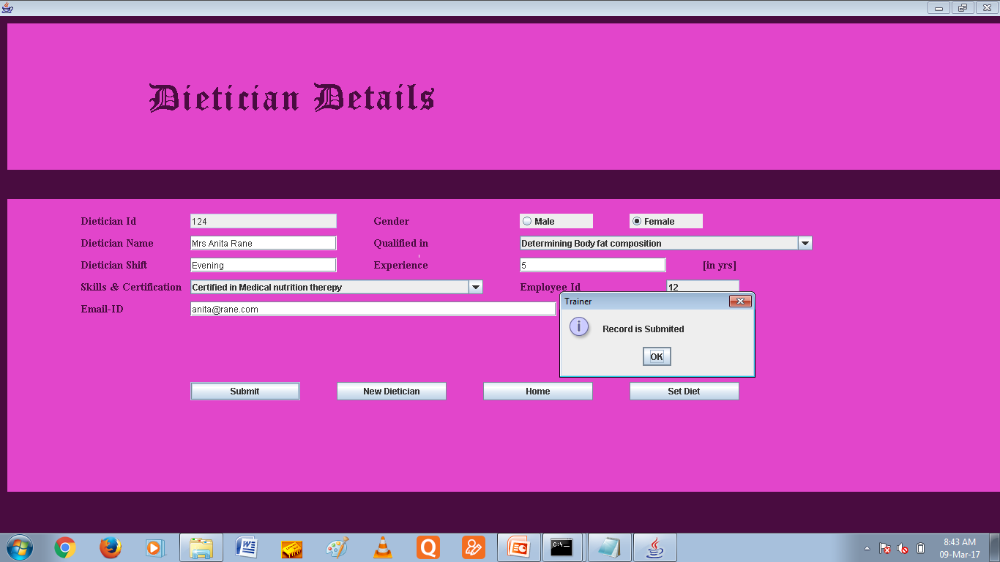 Dietician Details
Dietician Id 124 Gender Male Female
Dietician Name Mrs Anita Rane Qualified in Determining Body fat composition
Dietician Shift Evening Experience 5 [in yrs]
Skills & Certification Certified in Medical nutrition therepy Employee Id 12
Email-ID anita@rane.com
Trainer
Record is Submited
OK
Submit New Dietician Home Set Diet
8:43 AM
09-Mar-17